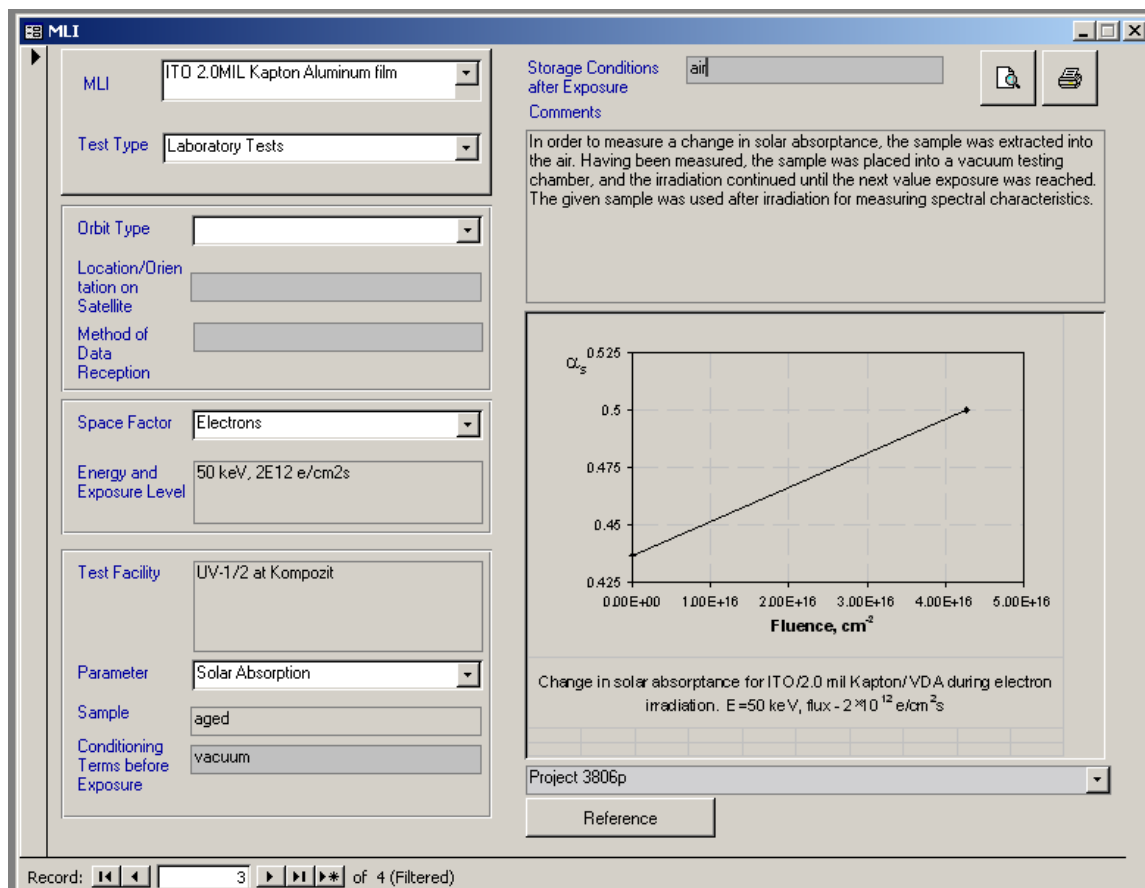 MLI
MLI
ITO 2.0MIL Kapton Aluminum film
Test Type
Laboratory Tests
Orbit Type
Location/Orien
tation on
Satellite
Method of
Data
Reception
Space Factor
Electrons
Energy and
Exposure Level
50 keV, 2E12 e/cm2s
Test Facility
UV-1/2 at Kompozit
Parameter
Solar Absorption
Sample
aged
Conditioning
Terms before
Exposure
vacuum
Storage Conditions
after Exposure
air
Comments
In order to measure a change in solar absorptance, the sample was extracted into
the air. Having been measured, the sample was placed into a vacuum testing
chamber, and the irradiation continued until the next value exposure was reached.
The given sample was used after irradiation for measuring spectral characteristics.
αs
0.525
0.5
0.475
0.45
0.425
0.00E+00 1.00E+16 2.00E+16 3.00E+16 4.00E+16 5.00E+16
Fluence, cm⁻²
Change in solar absorptance for ITO/2.0 mil Kapton/VDA during electron
irradiation. E=50 keV, flux - 2*10¹² e/cm²s
Project 3806p
Reference
Record: 3 of 4 (Filtered)